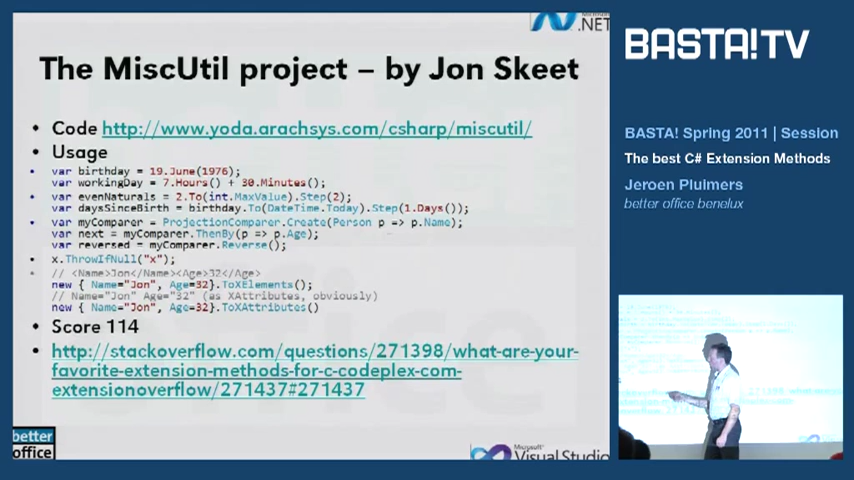 Microsoft
.NET
The MiscUtil project – by Jon Skeet
• Code http://www.yoda.arachsys.com/csharp/miscutil/
• Usage
• var birthday = 19.June(1976);
var workingDay = 7.Hours() + 30.Minutes();
• var evenNaturals = 2.To(int.MaxValue).Step(2);
var daysSinceBirth = birthday.To(DateTime.Today).Step(1.Days());
• var myComparer = ProjectionComparer.Create(Person p => p.Name);
var next = myComparer.ThenBy(p => p.Age);
var reversed = myComparer.Reverse();
• x.ThrowIfNull("x");
• // <Name>Jon</Name><Age>32</Age>
new { Name="Jon", Age=32}.ToXElements();
// Name="Jon" Age="32" (as XAttributes, obviously)
new { Name="Jon", Age=32}.ToXAttributes()
• Score 114
• http://stackoverflow.com/questions/271398/what-are-your-
favorite-extension-methods-for-c-codeplex-com-
extensionoverflow/271437#271437
better
office
Microsoft
Visual Studio
BASTA!TV
BASTA! Spring 2011 | Session
The best C# Extension Methods
Jeroen Pluimers
better office benelux